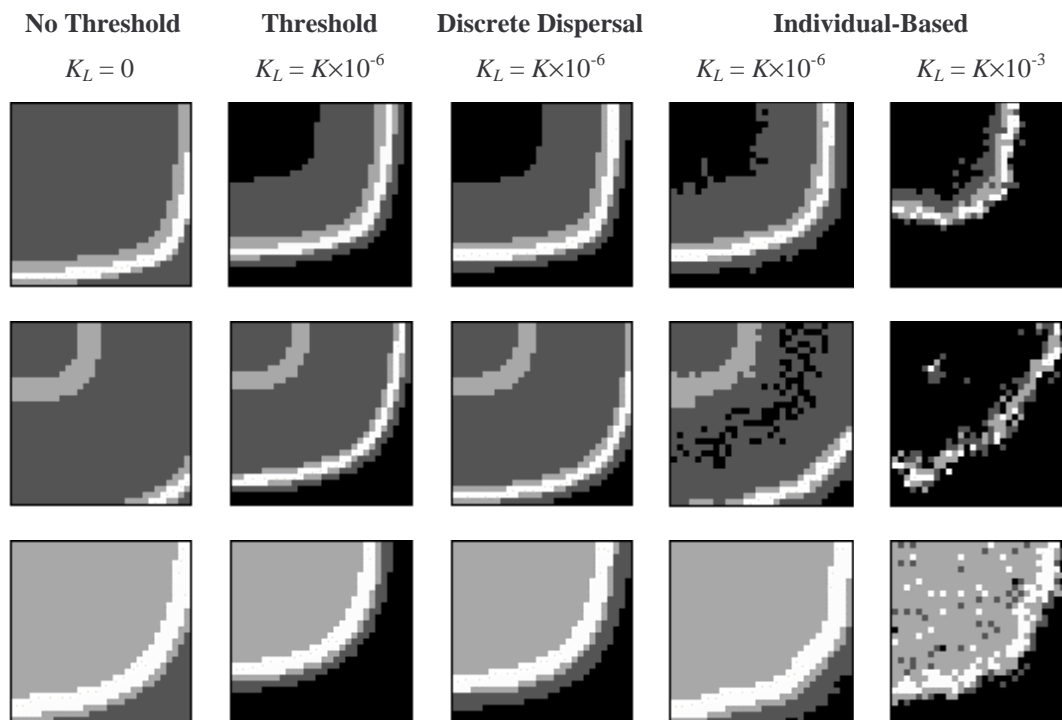 No Threshold Threshold Discrete Dispersal Individual-Based
K_L = 0 K_L = K×10⁻⁶ K_L = K×10⁻⁶ K_L = K×10⁻⁶ K_L = K×10⁻³